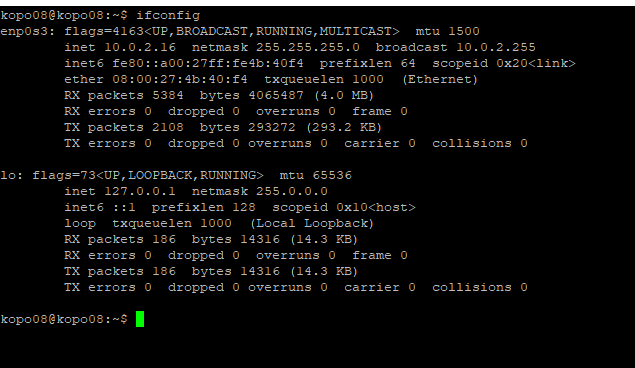 kopo08@kopo08:~$ ifconfig
enp0s3: flags=4163<UP,BROADCAST,RUNNING,MULTICAST>  mtu 1500
        inet 10.0.2.16  netmask 255.255.255.0  broadcast 10.0.2.255
        inet6 fe80::a00:27ff:fe4b:40f4  prefixlen 64  scopeid 0x20<link>
        ether 08:00:27:4b:40:f4  txqueuelen 1000  (Ethernet)
        RX packets 5384  bytes 4065487 (4.0 MB)
        RX errors 0  dropped 0  overruns 0  frame 0
        TX packets 2108  bytes 293272 (293.2 KB)
        TX errors 0  dropped 0 overruns 0  carrier 0  collisions 0

lo: flags=73<UP,LOOPBACK,RUNNING>  mtu 65536
        inet 127.0.0.1  netmask 255.0.0.0
        inet6 ::1  prefixlen 128  scopeid 0x10<host>
        loop  txqueuelen 1000  (Local Loopback)
        RX packets 186  bytes 14316 (14.3 KB)
        RX errors 0  dropped 0  overruns 0  frame 0
        TX packets 186  bytes 14316 (14.3 KB)
        TX errors 0  dropped 0 overruns 0  carrier 0  collisions 0

kopo08@kopo08:~$